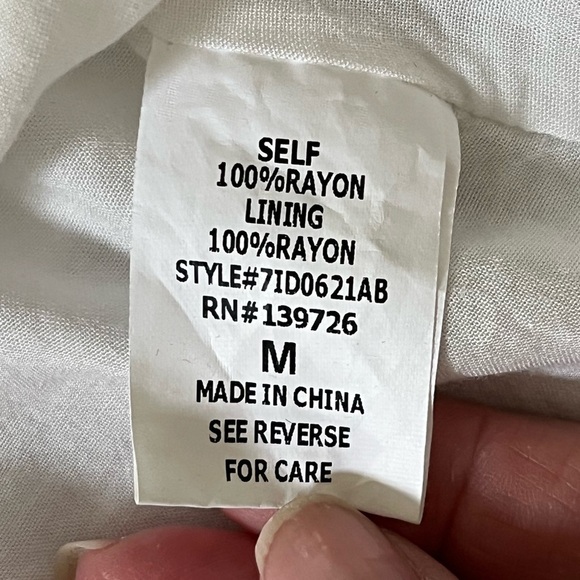 SELF
100%RAYON
LINING
100%RAYON
STYLE#7ID0621AB
RN#139726
M
MADE IN CHINA
SEE REVERSE
FOR CARE